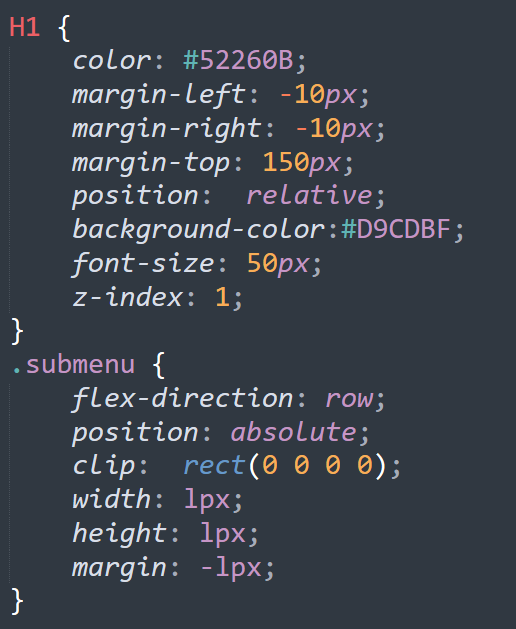 H1 {
    color: #52260B;
    margin-left: -10px;
    margin-right: -10px;
    margin-top: 150px;
    position:  relative;
    background-color:#D9CDBF;
    font-size: 50px;
    z-index: 1;
}
.submenu {
    flex-direction: row;
    position: absolute;
    clip:  rect(0 0 0 0);
    width: lpx;
    height: lpx;
    margin: -lpx;
}